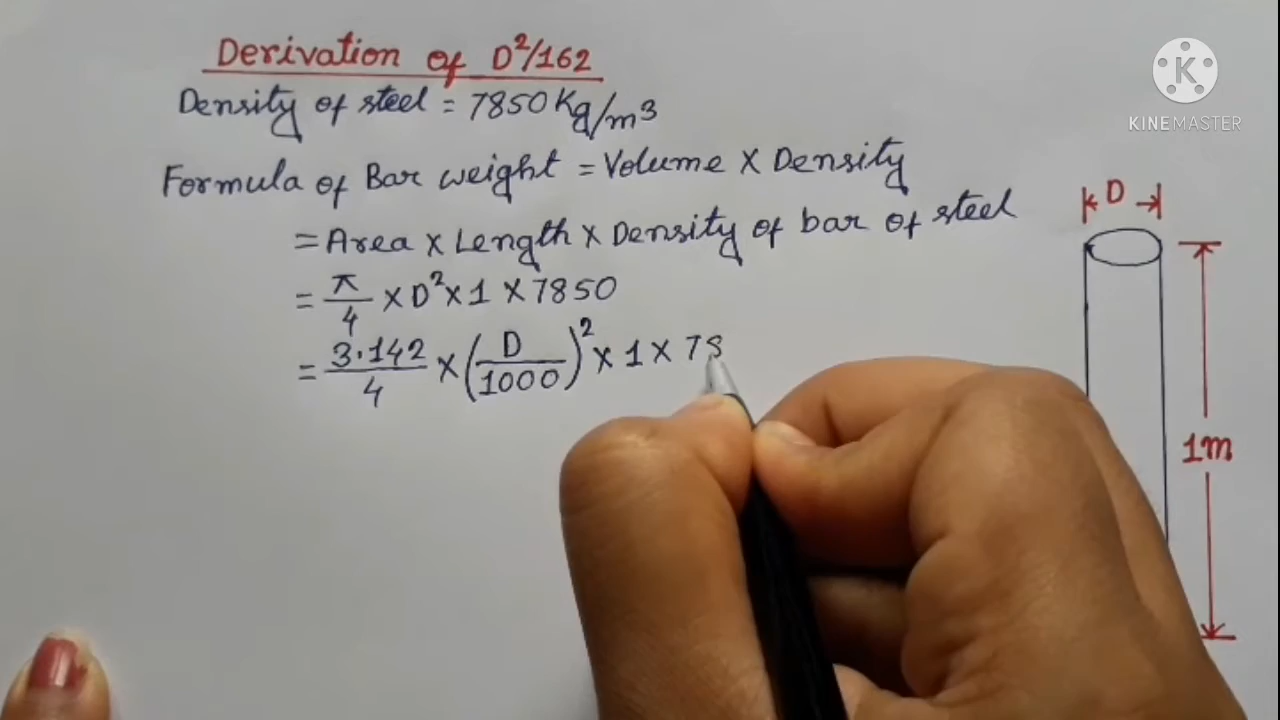 Derivation of D²/162
Density of steel = 7850 Kg/m³
Formula of Bar weight = Volume X Density
= Area x Length x Density of bar of steel
= π/4 × D² × 1 × 7850
= 3.142/4 × (D/1000)² × 1 × 78
D
1m
K
KINEMASTER